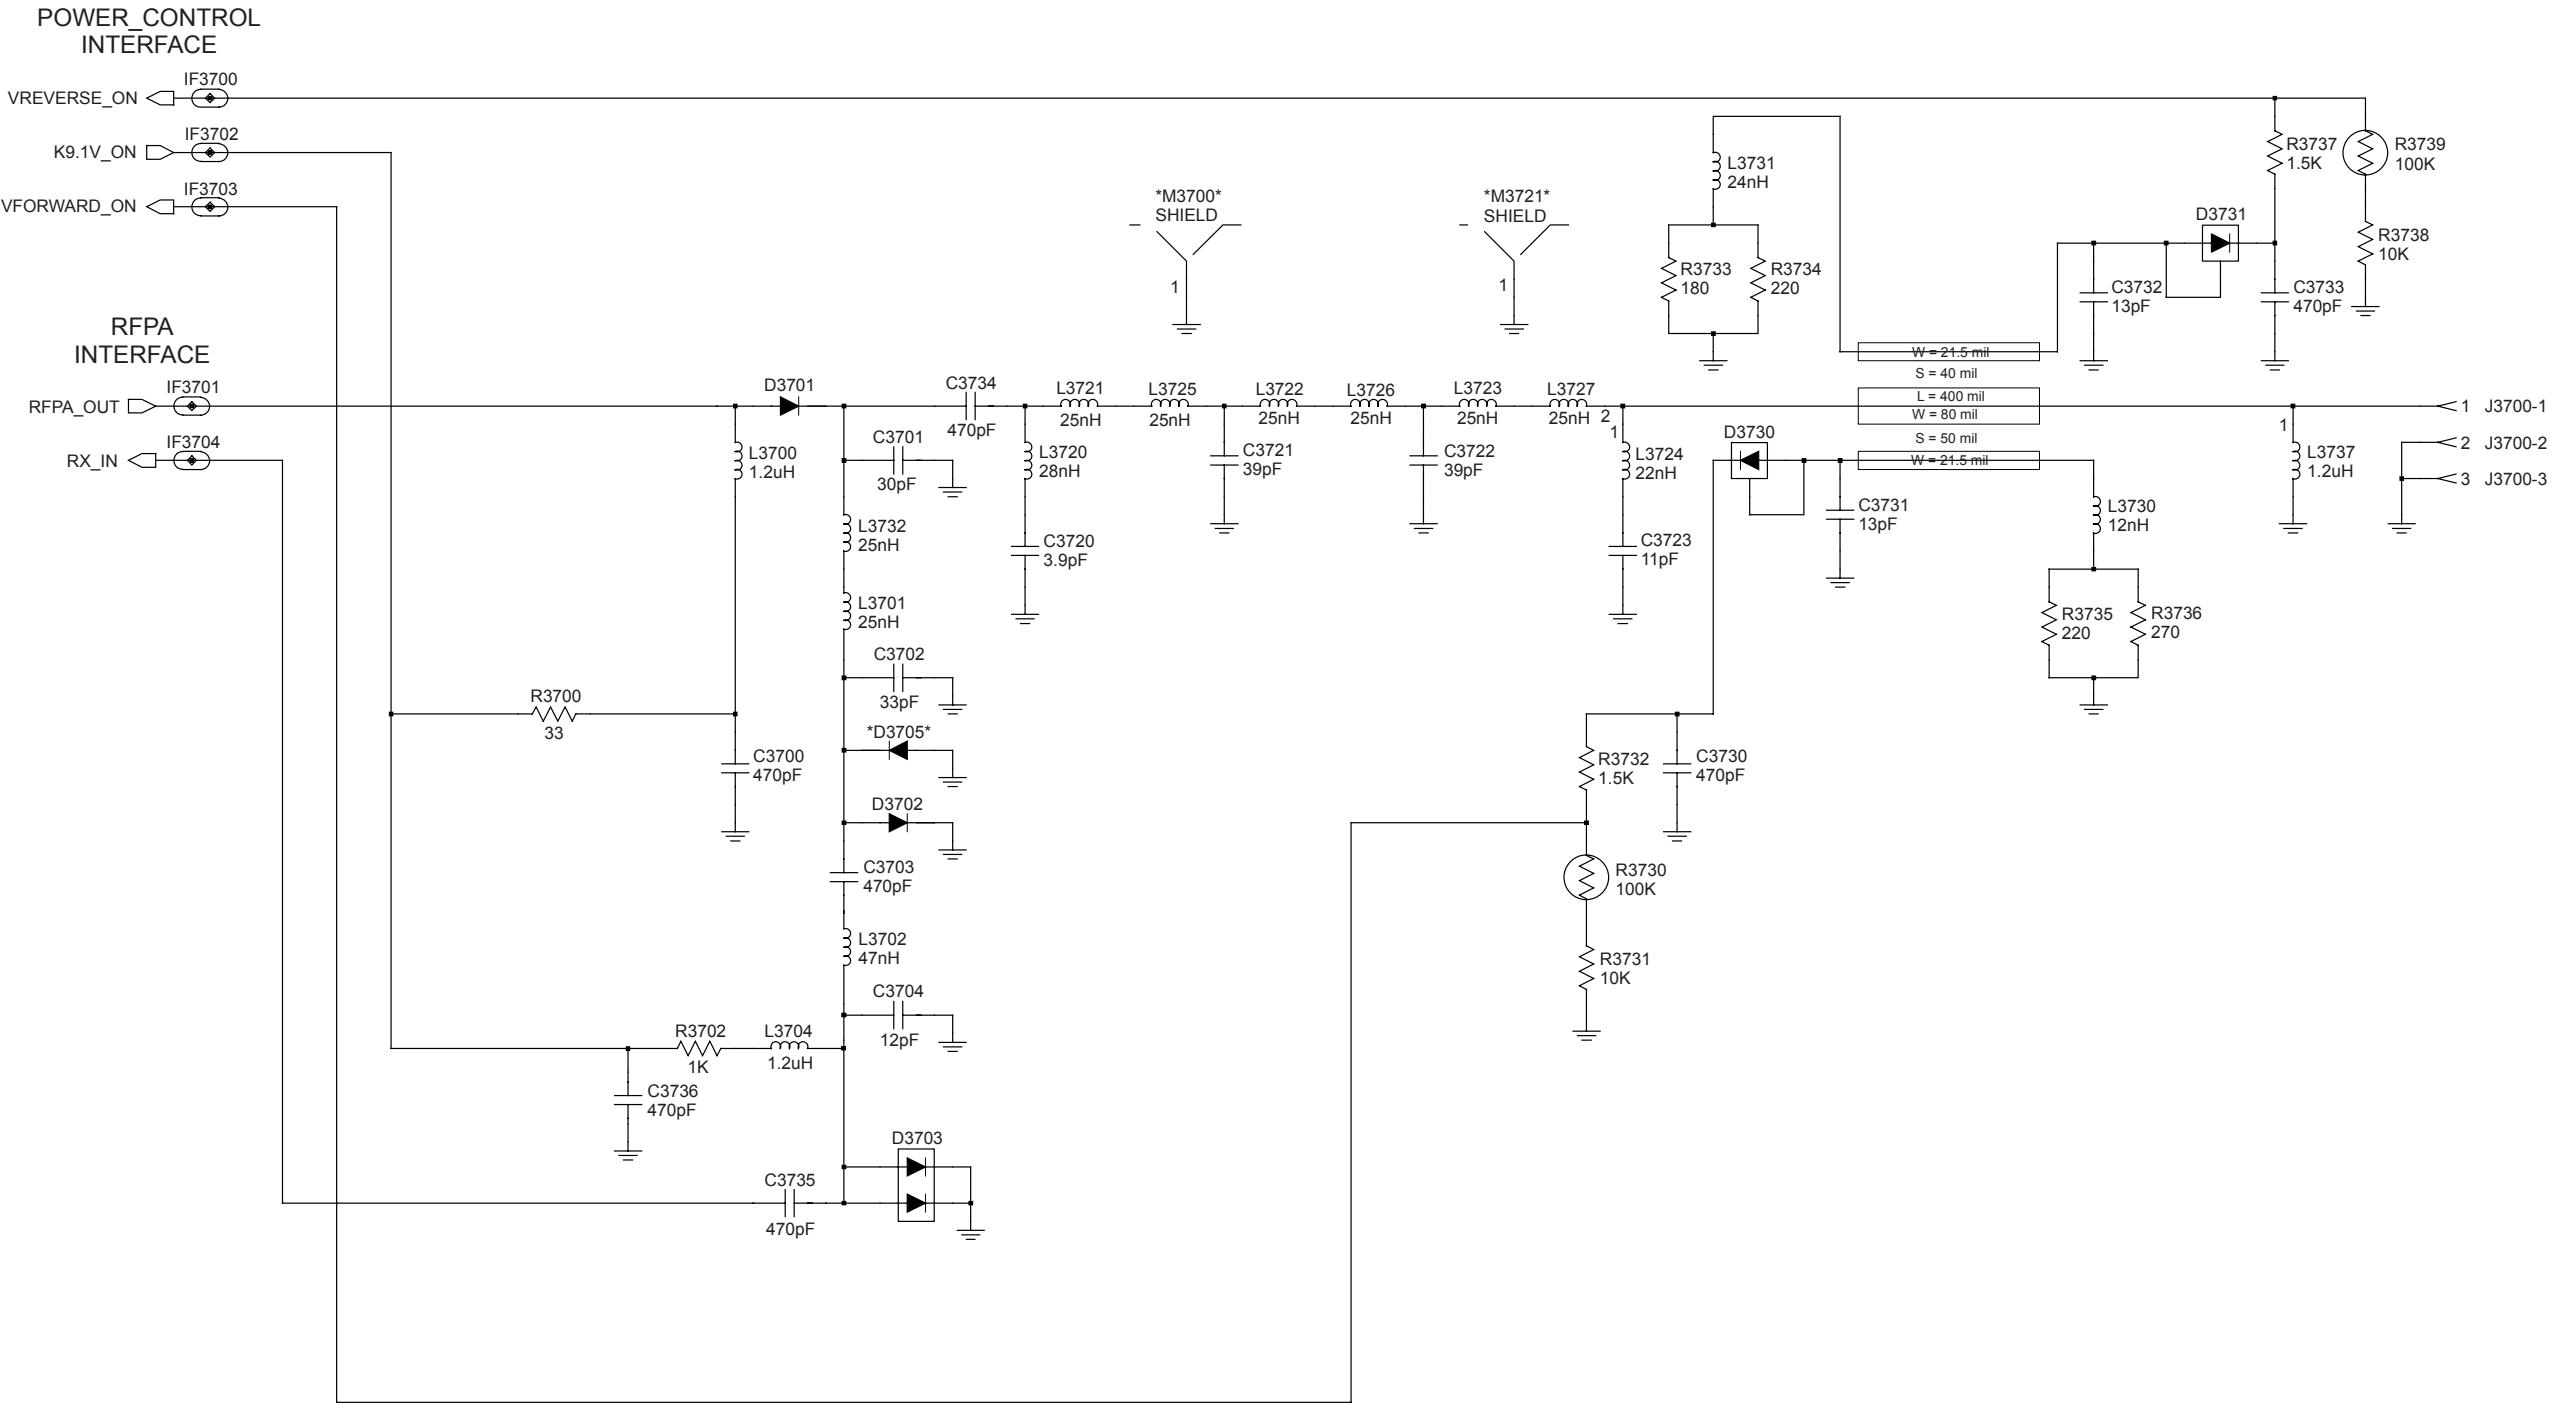 POWER_CONTROL
INTERFACE
IF3700
VREVERSE_ON
IF3702
K9.1V_ON
IF3703
VFORWARD_ON
RFPA
INTERFACE
IF3701
RFPA_OUT
IF3704
RX_IN
D3701
L3700
1.2uH
C3701
30pF
L3732
25nH
L3701
25nH
C3702
33pF
*D3705*
D3702
C3703
470pF
L3702
47nH
C3704
12pF
R3700
33
C3700
470pF
R3702
1K
L3704
1.2uH
C3736
470pF
D3703
C3735
470pF
C3734
470pF
L3720
28nH
C3720
3.9pF
L3721
25nH
L3725
25nH
C3721
39pF
L3722
25nH
L3726
25nH
C3722
39pF
L3723
25nH
L3727
25nH
2
1
L3724
22nH
C3723
11pF
*M3700*
SHIELD
1
*M3721*
SHIELD
1
L3731
24nH
R3733
180
R3734
220
W = 21.5 mil
S = 40 mil
L = 400 mil
W = 80 mil
S = 50 mil
W = 21.5 mil
D3730
C3731
13pF
L3730
12nH
R3735
220
R3736
270
R3732
1.5K
C3730
470pF
R3730
100K
R3731
10K
R3737
1.5K
R3739
100K
D3731
R3738
10K
C3732
13pF
C3733
470pF
1
L3737
1.2uH
1 J3700-1
2 J3700-2
3 J3700-3